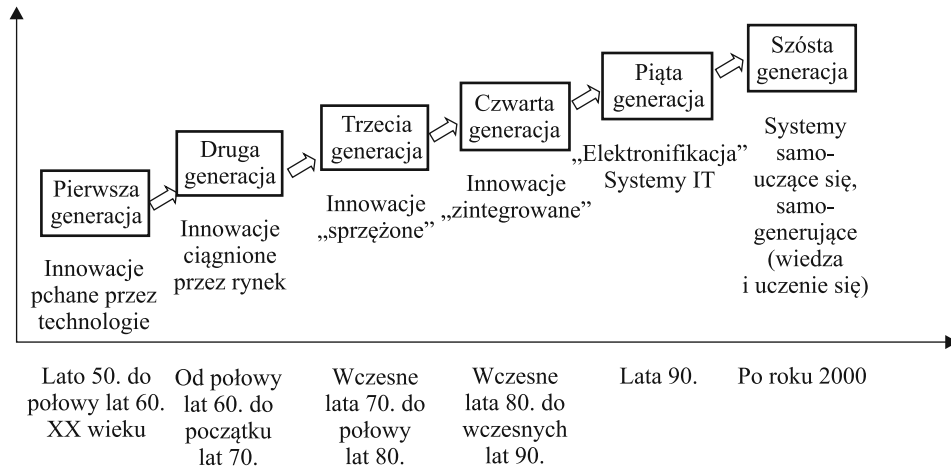 Pierwsza
generacja
Innowacje
pchane przez
technologie
Druga
generacja
Innowacje
ciągnione
przez rynek
Trzecia
generacja
Innowacje
„sprzężone”
Czwarta
generacja
Innowacje
„zintegrowane”
Piąta
generacja
„Elektronifikacja”
Systemy IT
Szósta
generacja
Systemy
samo-
uczące się,
samo-
generujące
(wiedza
i uczenie się)
Lato 50. do
połowy lat 60.
XX wieku
Od połowy
lat 60. do
początku
lat 70.
Wczesne
lata 70. do
połowy
lat 80.
Wczesne
lata 80. do
wczesnych
lat 90.
Lata 90.
Po roku 2000